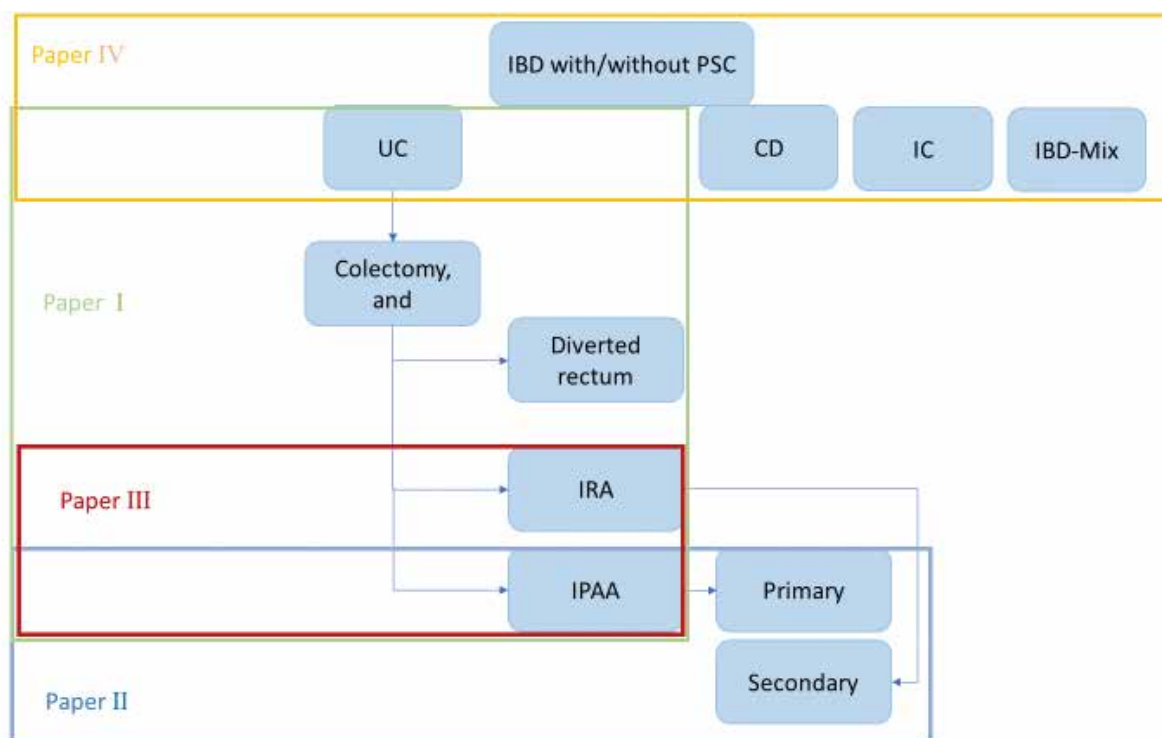 Paper IV
IBD with/without PSC
UC
CD
IC
IBD-Mix
Colectomy,
and
Paper I
Diverted
rectum
Paper III
IRA
IPAA
Primary
Secondary
Paper II